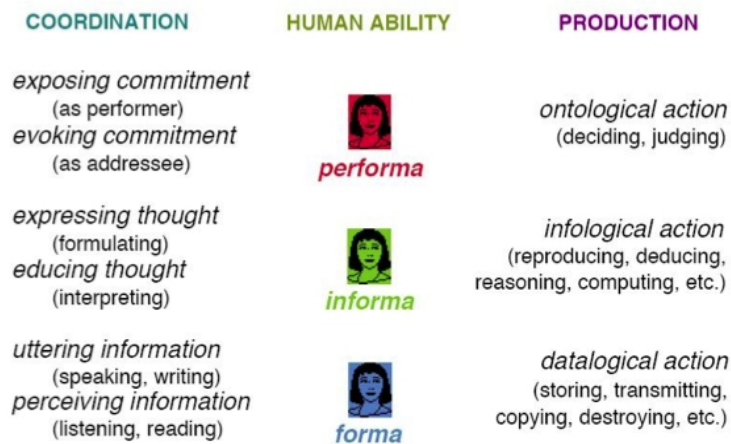 COORDINATION HUMAN ABILITY PRODUCTION
exposing commitment
(as performer)
evoking commitment
(as addressee)
performa
ontological action
(deciding, judging)
expressing thought
(formulating)
educing thought
(interpreting)
informa
infological action
(reproducing, deducing,
reasoning, computing, etc.)
uttering information
(speaking, writing)
perceiving information
(listening, reading)
forma
datalogical action
(storing, transmitting,
copying, destroying, etc.)